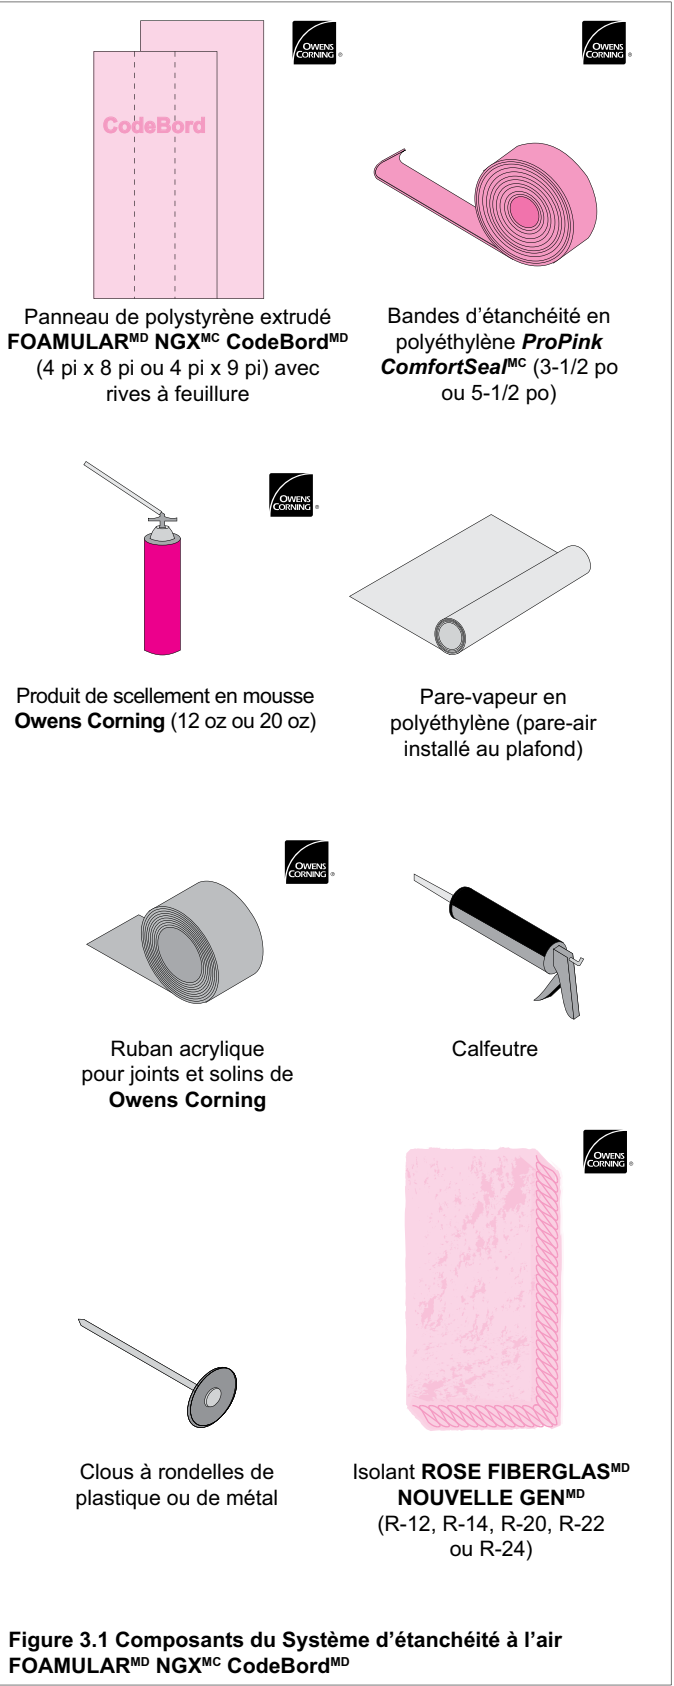 OWENS
CORNING ®
OWENS
CORNING ®
CodeBord
Panneau de polystyrène extrudé
FOAMULARᴹᴰ NGXᴹᶜ CodeBordᴹᴰ
(4 pi x 8 pi ou 4 pi x 9 pi) avec
rives à feuillure
Bandes d’étanchéité en
polyéthylène ProPink
ComfortSealᴹᶜ (3-1/2 po
ou 5-1/2 po)
OWENS
CORNING ®
Produit de scellement en mousse
Owens Corning (12 oz ou 20 oz)
Pare-vapeur en
polyéthylène (pare-air
installé au plafond)
OWENS
CORNING ®
Ruban acrylique
pour joints et solins de
Owens Corning
Calfeutre
OWENS
CORNING ®
Clous à rondelles de
plastique ou de métal
Isolant ROSE FIBERGLASᴹᴰ
NOUVELLE GENᴹᴰ
(R-12, R-14, R-20, R-22
ou R-24)
Figure 3.1 Composants du Système d’étanchéité à l’air
FOAMULARᴹᴰ NGXᴹᶜ CodeBordᴹᴰ